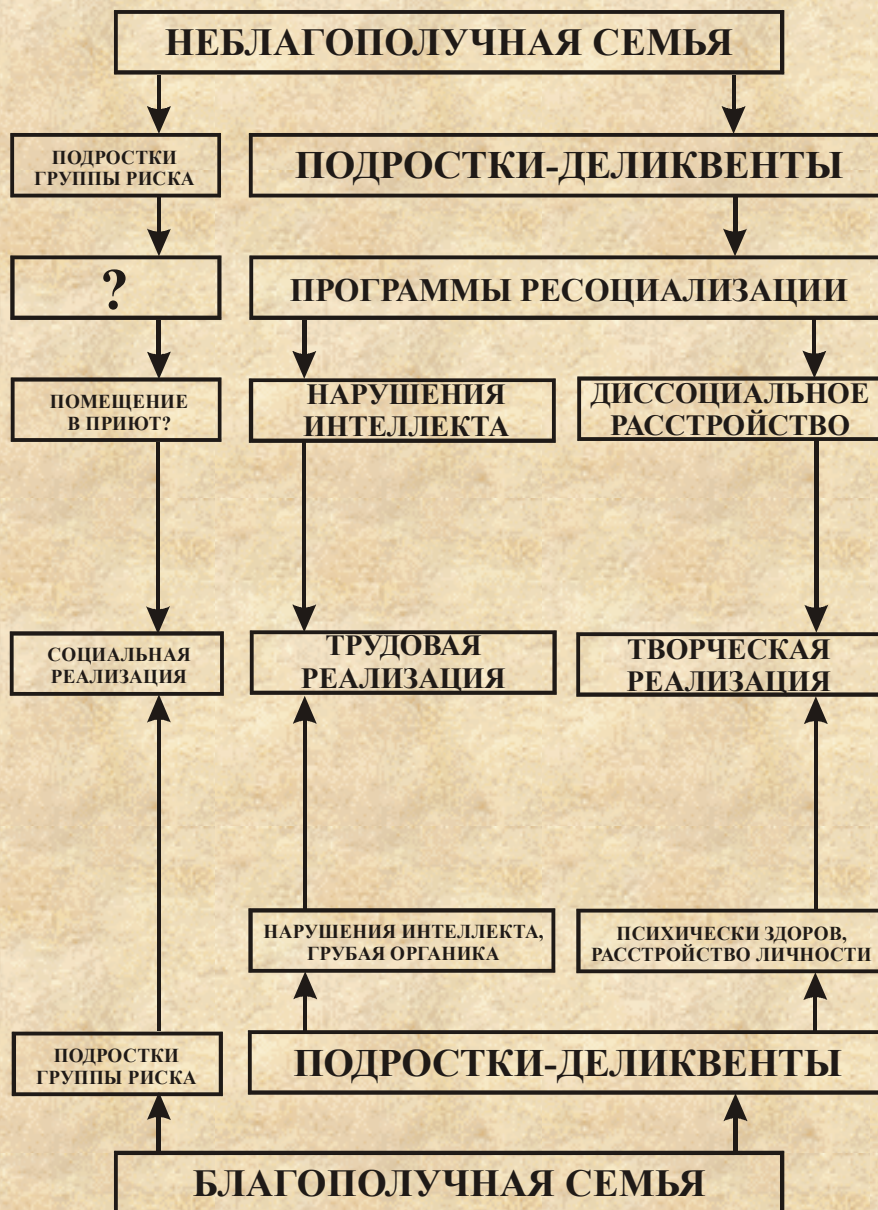 НЕБЛАГОПОЛУЧНАЯ СЕМЬЯ
ПОДРОСТКИ
ГРУППЫ РИСКА
ПОДРОСТКИ-ДЕЛИКВЕНТЫ
?
ПРОГРАММЫ РЕСОЦИАЛИЗАЦИИ
ПОМЕЩЕНИЕ
В ПРИЮТ?
НАРУШЕНИЯ
ИНТЕЛЛЕКТА
ДИССОЦИАЛЬНОЕ
РАССТРОЙСТВО
СОЦИАЛЬНАЯ
РЕАЛИЗАЦИЯ
ТРУДОВАЯ
РЕАЛИЗАЦИЯ
ТВОРЧЕСКАЯ
РЕАЛИЗАЦИЯ
НАРУШЕНИЯ ИНТЕЛЛЕКТА,
ГРУБАЯ ОРГАНИКА
ПСИХИЧЕСКИ ЗДОРОВ,
РАССТРОЙСТВО ЛИЧНОСТИ
ПОДРОСТКИ
ГРУППЫ РИСКА
ПОДРОСТКИ-ДЕЛИКВЕНТЫ
БЛАГОПОЛУЧНАЯ СЕМЬЯ